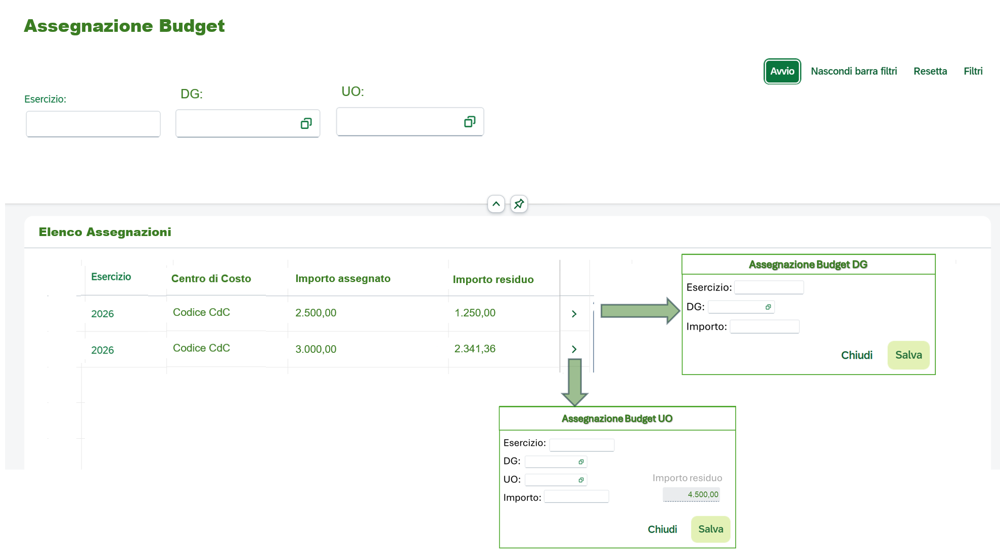 Assegnazione Budget
Avvio Nascondi barra filtri Resetta Filtri
Esercizio: DG: UO:
Elenco Assegnazioni
Esercizio Centro di Costo Importo assegnato Importo residuo
2026 Codice CdC 2.500,00 1.250,00
2026 Codice CdC 3.000,00 2.341,36
Assegnazione Budget DG
Esercizio:
DG:
Importo:
Chiudi Salva
Assegnazione Budget UO
Esercizio:
DG:
UO:
Importo:
Importo residuo
4.500,00
Chiudi Salva